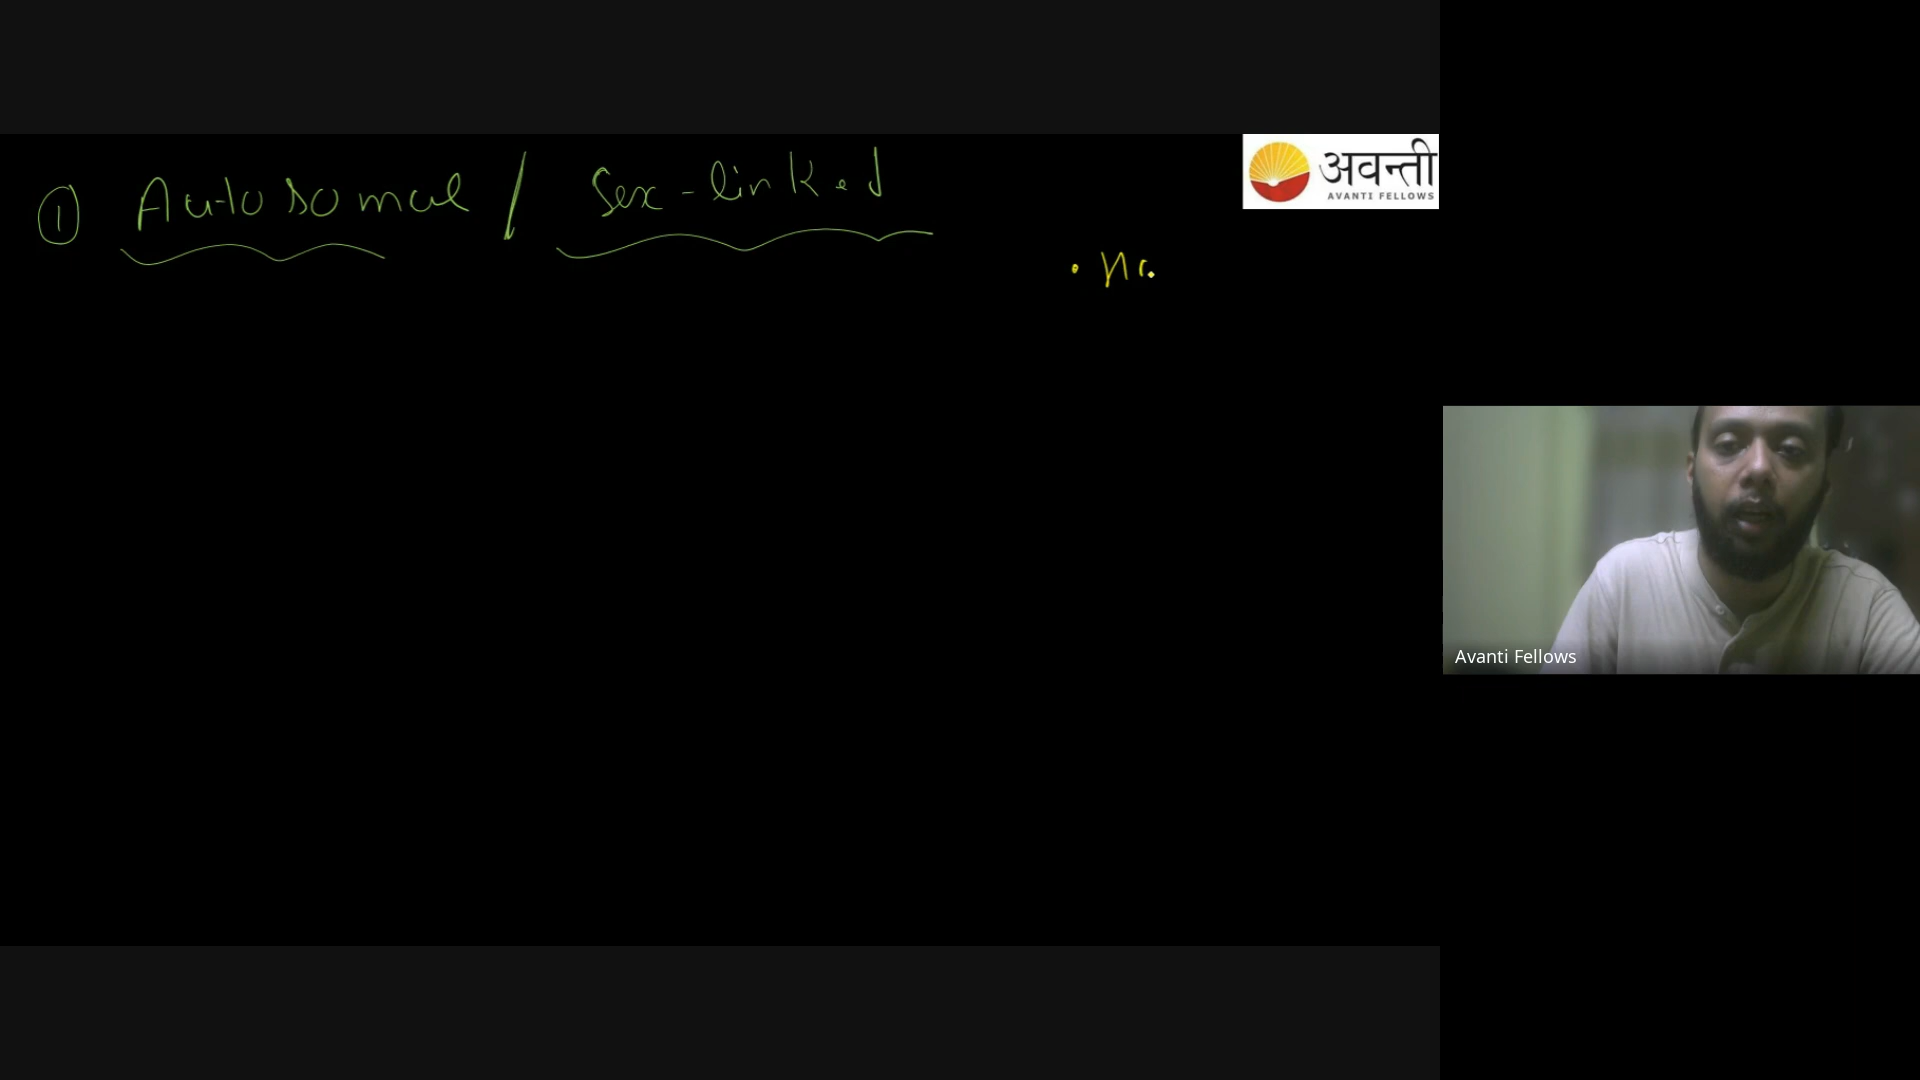 ① Autosomal / Sex-linked
अवन्ती
AVANTI FELLOWS
Avanti Fellows